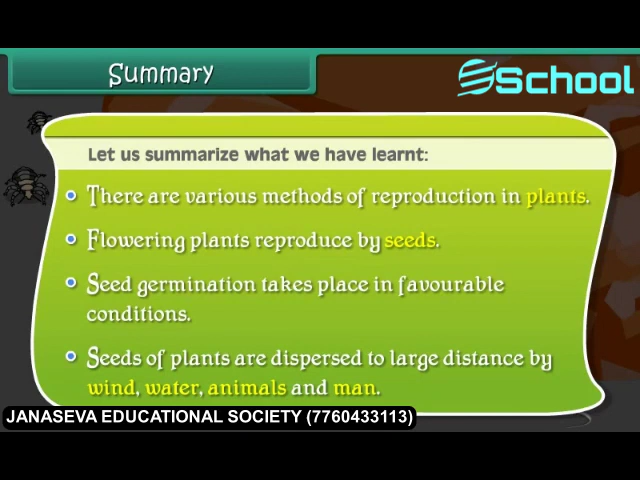 Summary
School
Let us summarize what we have learnt:
There are various methods of reproduction in plants.
Flowering plants reproduce by seeds.
Seed germination takes place in favourable
conditions.
Seeds of plants are dispersed to large distance by
wind, water, animals and man.
JANASEVA EDUCATIONAL SOCIETY (7760433113)